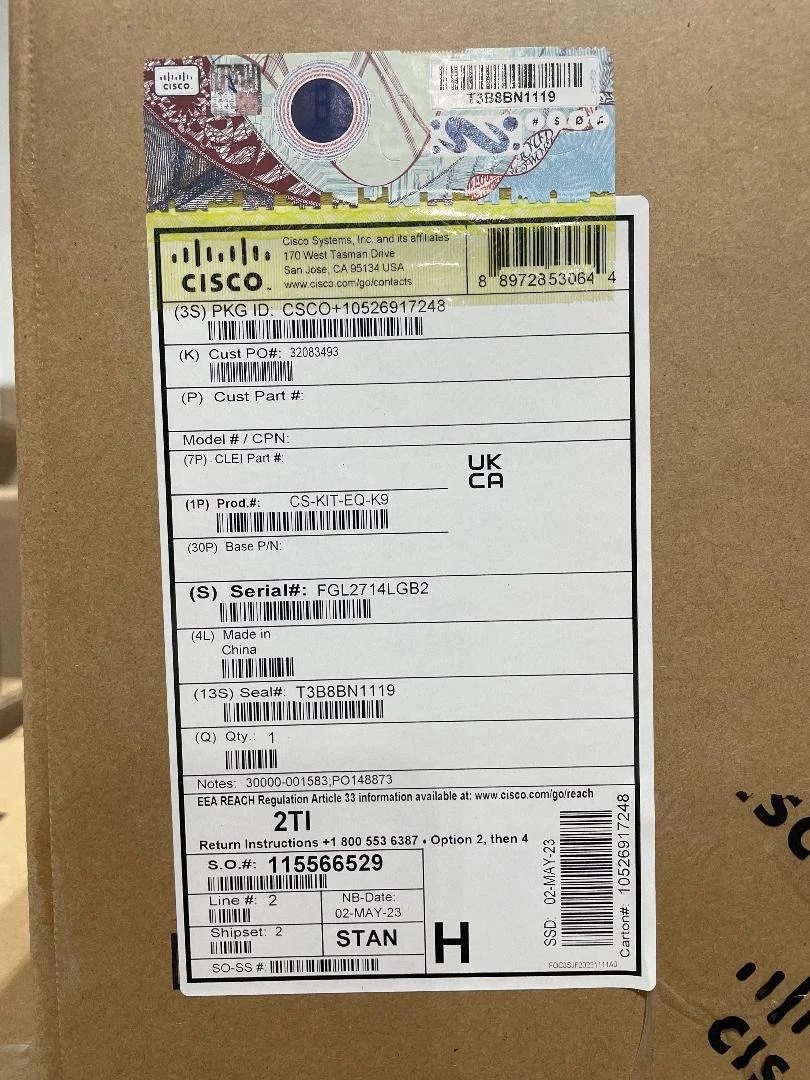 CISCO
T3B8BN1119
# $ Ø ♫
CISCO
Cisco Systems, Inc. and its affiliates
170 West Tasman Drive
San Jose, CA 95134 USA
www.cisco.com/go/contacts
8 8972853064 4
(3S) PKG ID: CSCO+10526917248
(K) Cust PO#: 32083493
(P) Cust Part #:
Model # / CPN:
(7P) CLEI Part #:
UK
CA
(1P) Prod.#: CS-KIT-EQ-K9
(30P) Base P/N:
(S) Serial#: FGL2714LGB2
(4L) Made in
China
(13S) Seal#: T3B8BN1119
(Q) Qty.: 1
Notes: 30000-001583;PO148873
EEA REACH Regulation Article 33 information available at: www.cisco.com/go/reach
2TI
Return Instructions +1 800 553 6387 • Option 2, then 4
S.O.#: 115566529
Line #: 2
NB-Date:
02-MAY-23
Shipset: 2
STAN
SO-SS #:
H
SSD: 02-MAY-23
Carton#: 10526917248
CIS